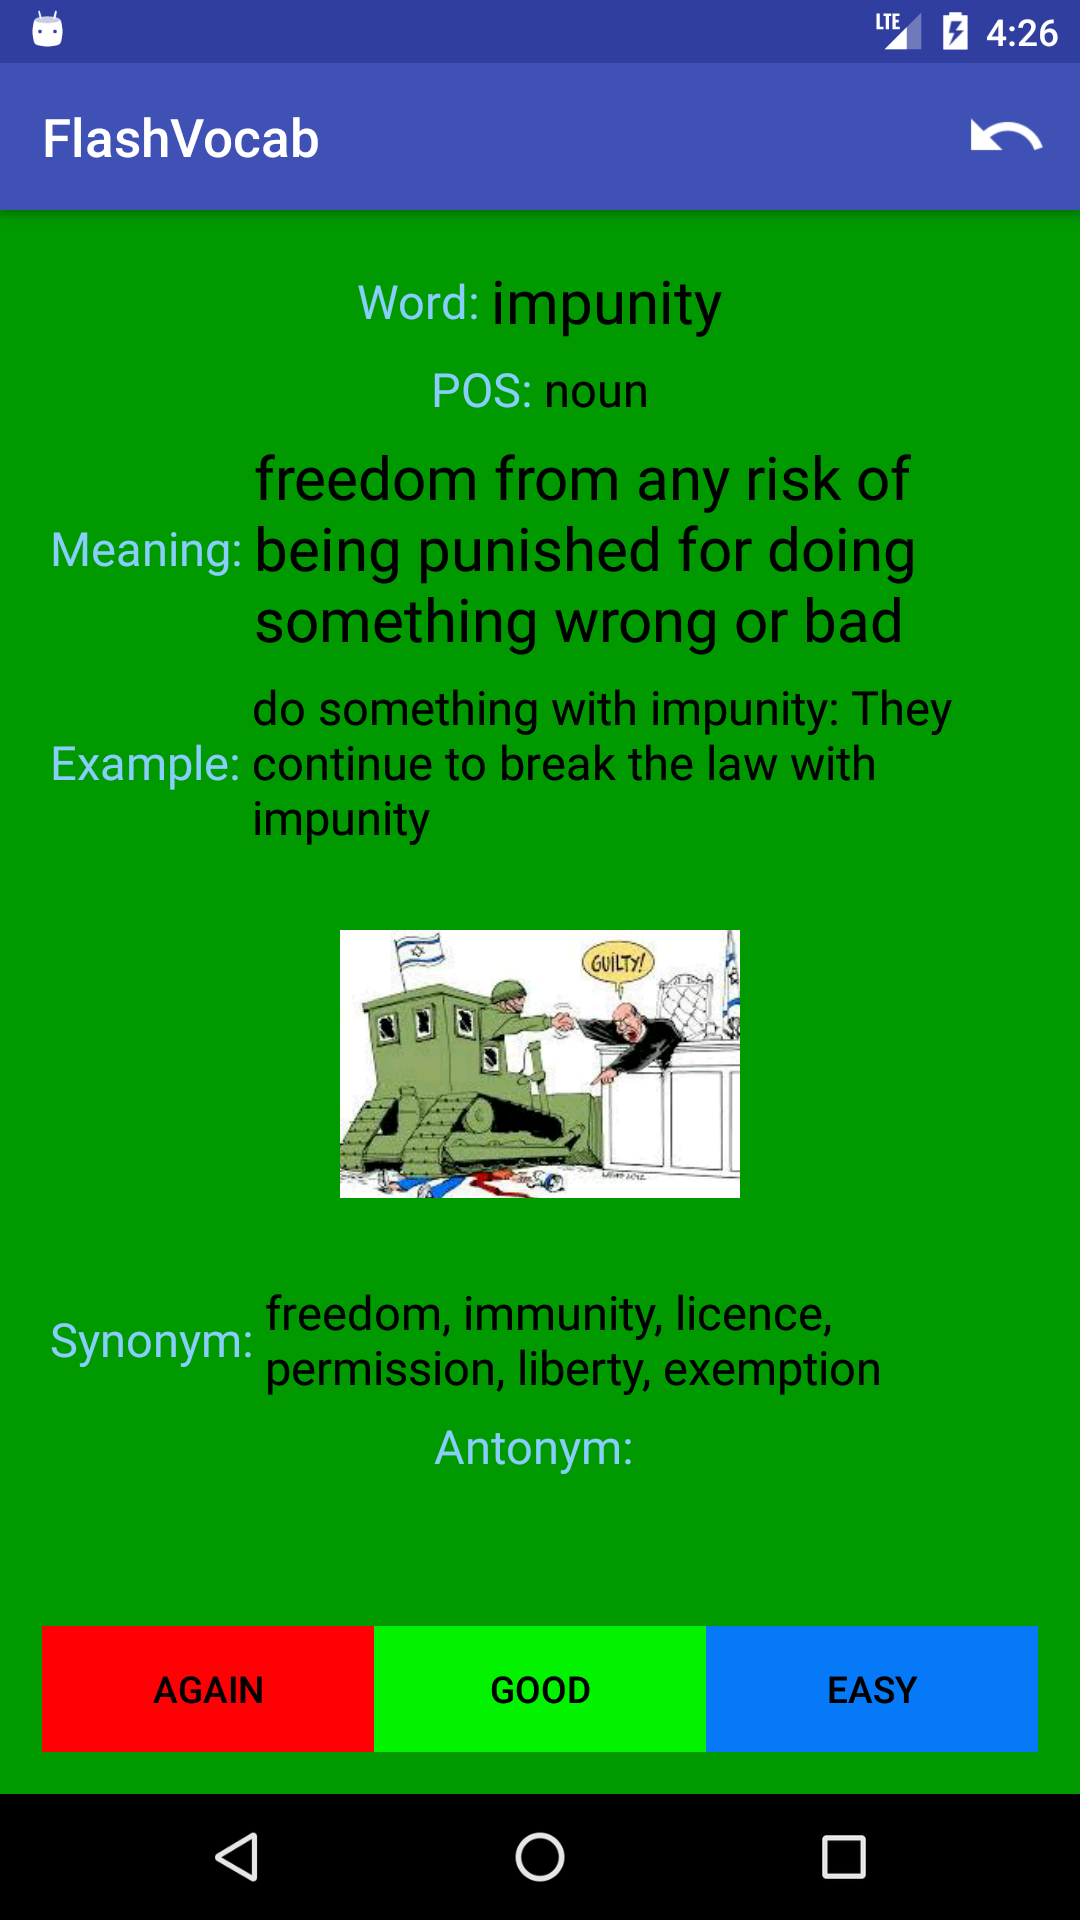 LTE 4:26
FlashVocab
Word: impunity
POS: noun
Meaning: freedom from any risk of
being punished for doing
something wrong or bad
Example: do something with impunity: They
continue to break the law with
impunity
GUILTY!
Synonym: freedom, immunity, licence,
permission, liberty, exemption
Antonym:
AGAIN GOOD EASY